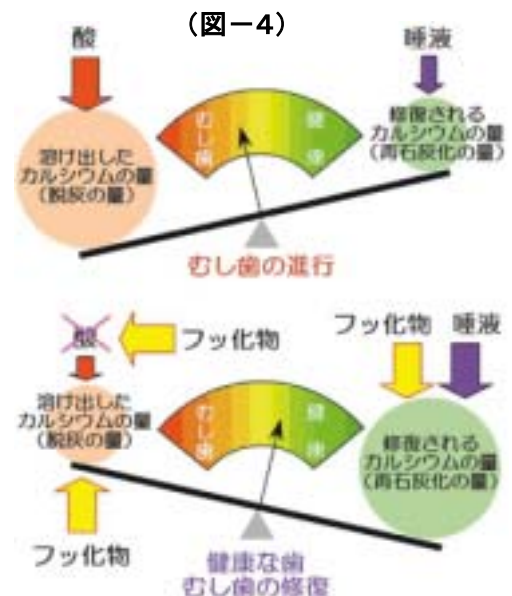 (図－4)
酸
唾液
むし歯
健康
溶け出した
カルシウムの量
(脱灰の量)
修復される
カルシウムの量
(再石灰化の量)
むし歯の進行
酸
フッ化物
フッ化物
唾液
溶け出した
カルシウムの量
(脱灰の量)
むし歯
健康
修復される
カルシウムの量
(再石灰化の量)
フッ化物
健康な歯
むし歯の修復